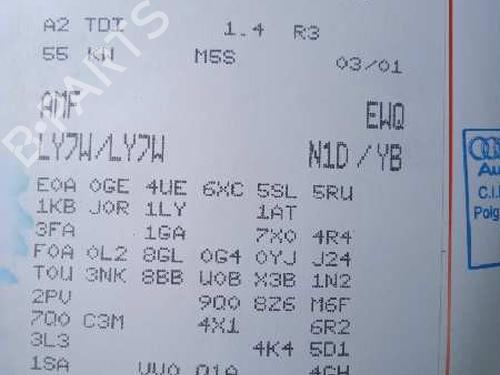 A2 TDI 1.4 R3
55 KW M5S 03/01
AMF EWQ
LY7W/LY7W N1D/YB
E0A 0GE 4UE 6XC 5SL 5RU
1KB J0R 1LY 1AT
3FA 1GA 7X0 4R4
F0A 0L2 8GL 0G4 0YJ J24
T0U 3NK 8BB U0B X3B 1N2
2PV 9Q0 8Z6 M6F
7Q0 C3M 4X1 6R2
3L3 4K4 5D1
1SA
B-PARTS
Audi